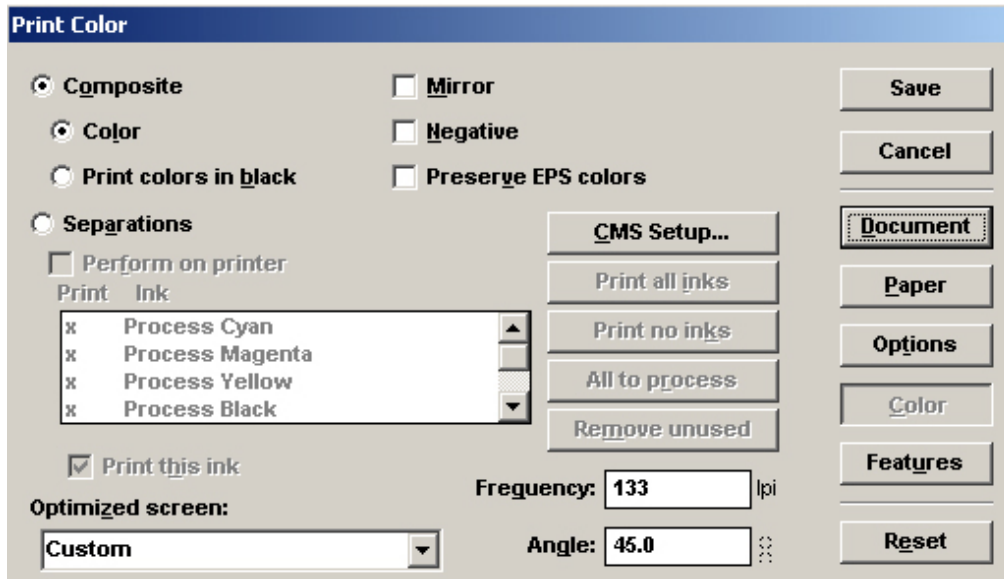 Print Color
Composite
Mirror
Save
Color
Negative
Cancel
Print colors in black
Preserve EPS colors
Separations
CMS Setup...
Document
Perform on printer
Print all inks
Paper
Print Ink
x Process Cyan
Print no inks
Options
x Process Magenta
x Process Yellow
All to process
Color
x Process Black
Remove unused
Print this ink
Features
Frequency: 133 lpi
Optimized screen:
Custom
Angle: 45.0
Reset